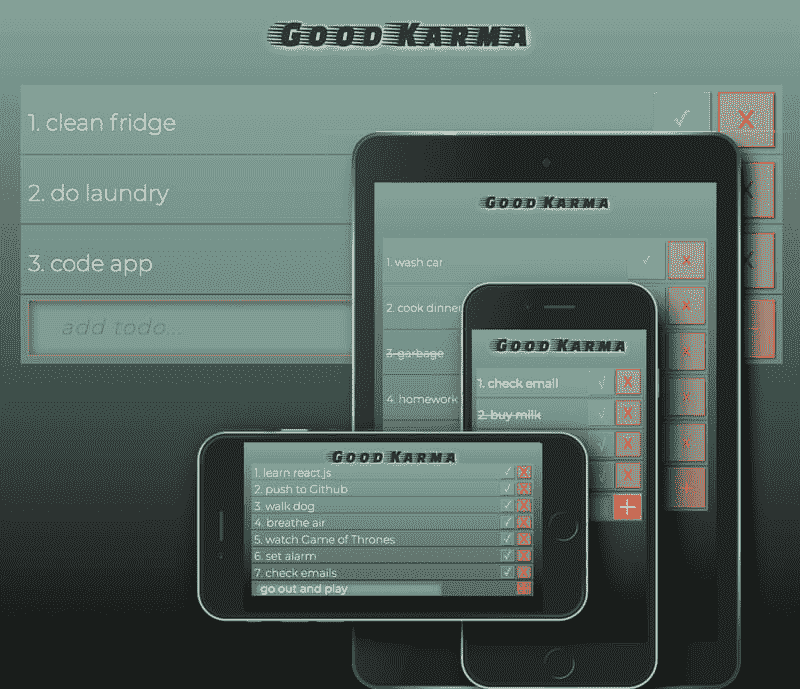 GOOD KARMA
1. clean fridge
2. do laundry
3. code app
add todo...
GOOD KARMA
1. wash car
2. cook dinner
3. garbage
4. homework
GOOD KARMA
1. check email
2. buy milk
GOOD KARMA
1. learn react.js
2. push to Github
3. walk dog
4. breathe air
5. watch Game of Thrones
6. set alarm
7. check emails
go out and play